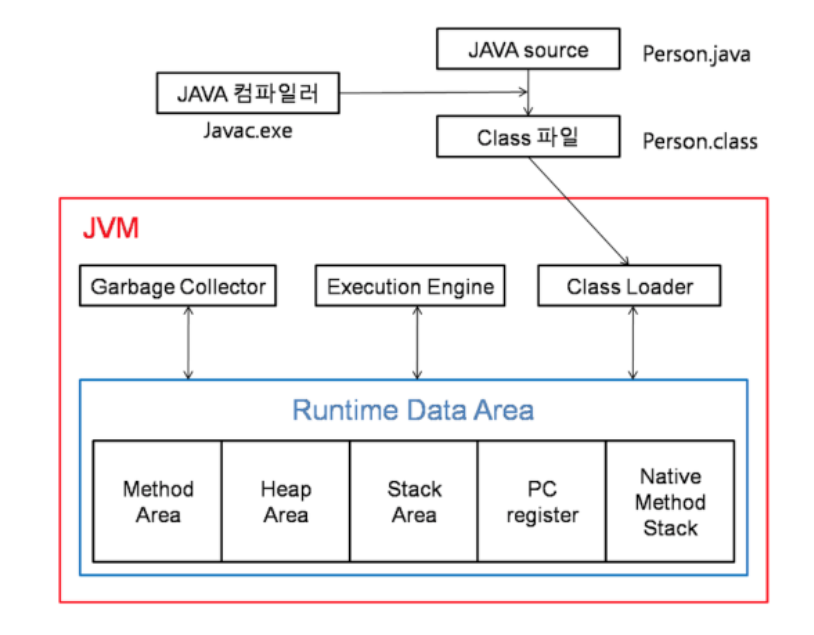 JAVA source
Person.java
JAVA 컴파일러
Javac.exe
Class 파일
Person.class
JVM
Garbage Collector
Execution Engine
Class Loader
Runtime Data Area
Method
Area
Heap
Area
Stack
Area
PC
register
Native
Method
Stack